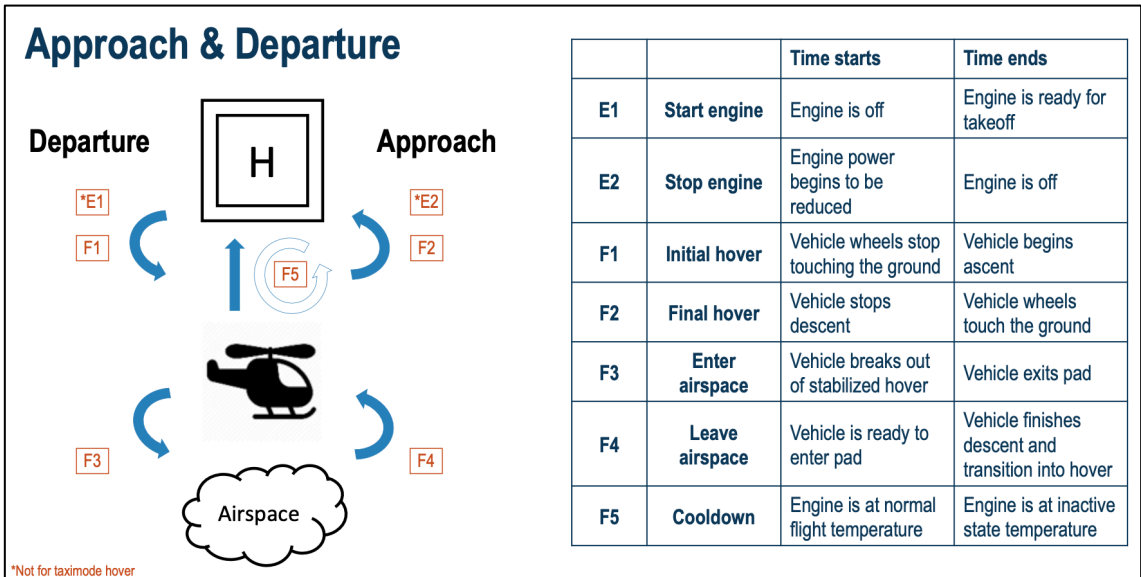 Approach & Departure
Departure
H
Approach
*E1
*E2
F1
F5
F2
F3
F4
Airspace
*Not for taximode hover
Time starts
Time ends
E1
Start engine
Engine is off
Engine is ready for
takeoff
E2
Stop engine
Engine power
begins to be
reduced
Engine is off
F1
Initial hover
Vehicle wheels stop
touching the ground
Vehicle begins
ascent
F2
Final hover
Vehicle stops
descent
Vehicle wheels
touch the ground
F3
Enter
airspace
Vehicle breaks out
of stabilized hover
Vehicle exits pad
F4
Leave
airspace
Vehicle is ready to
enter pad
Vehicle finishes
descent and
transition into hover
F5
Cooldown
Engine is at normal
flight temperature
Engine is at inactive
state temperature